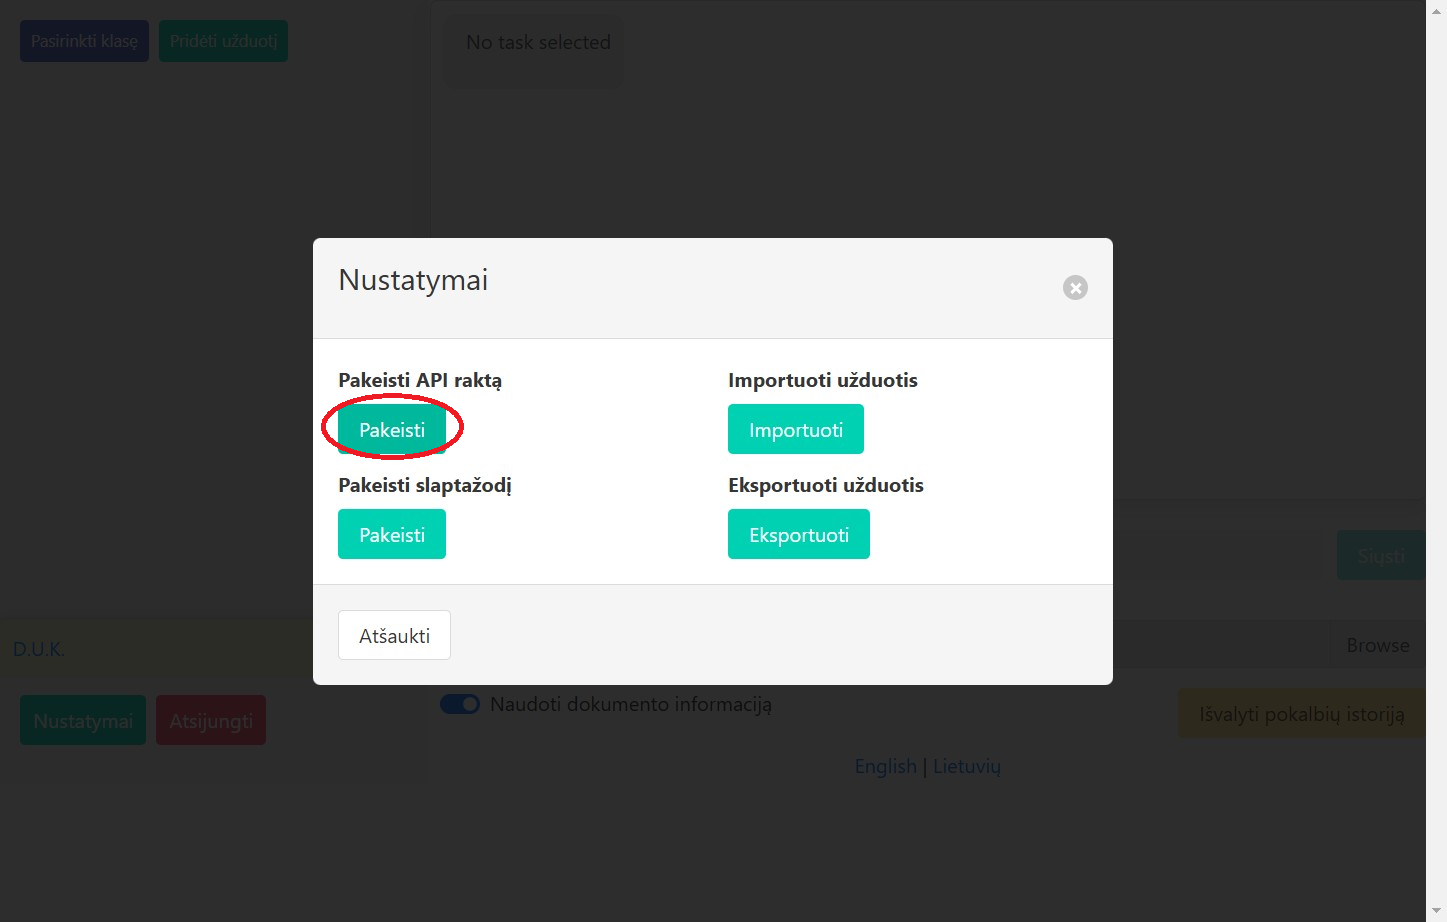 Pasirinkti klasę
Pridėti užduotį
No task selected
Nustatymai
Pakeisti API raktą
Importuoti užduotis
Pakeisti
Importuoti
Pakeisti slaptažodį
Eksportuoti užduotis
Pakeisti
Eksportuoti
Siųsti
Atšaukti
D.U.K.
Browse
Nustatymai
Atsijungti
Naudoti dokumento informaciją
Išvalyti pokalbių istoriją
English | Lietuvių